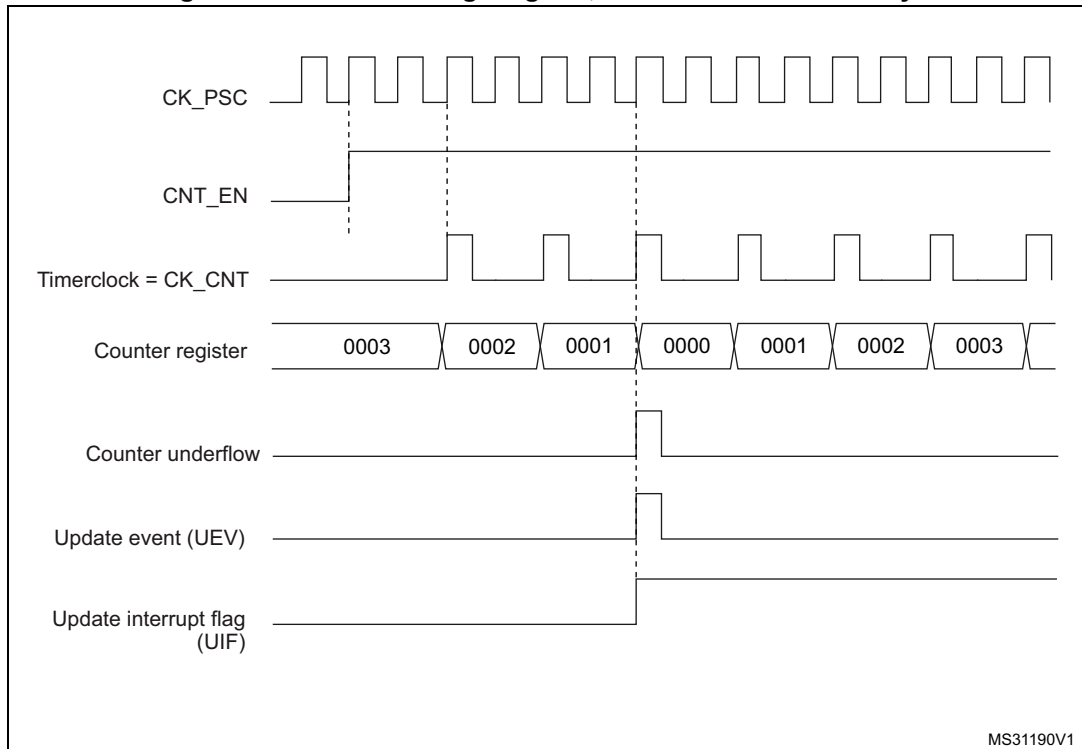 CK_PSC
CNT_EN
Timerclock = CK_CNT
Counter register 0003 0002 0001 0000 0001 0002 0003
Counter underflow
Update event (UEV)
Update interrupt flag
(UIF)
MS31190V1